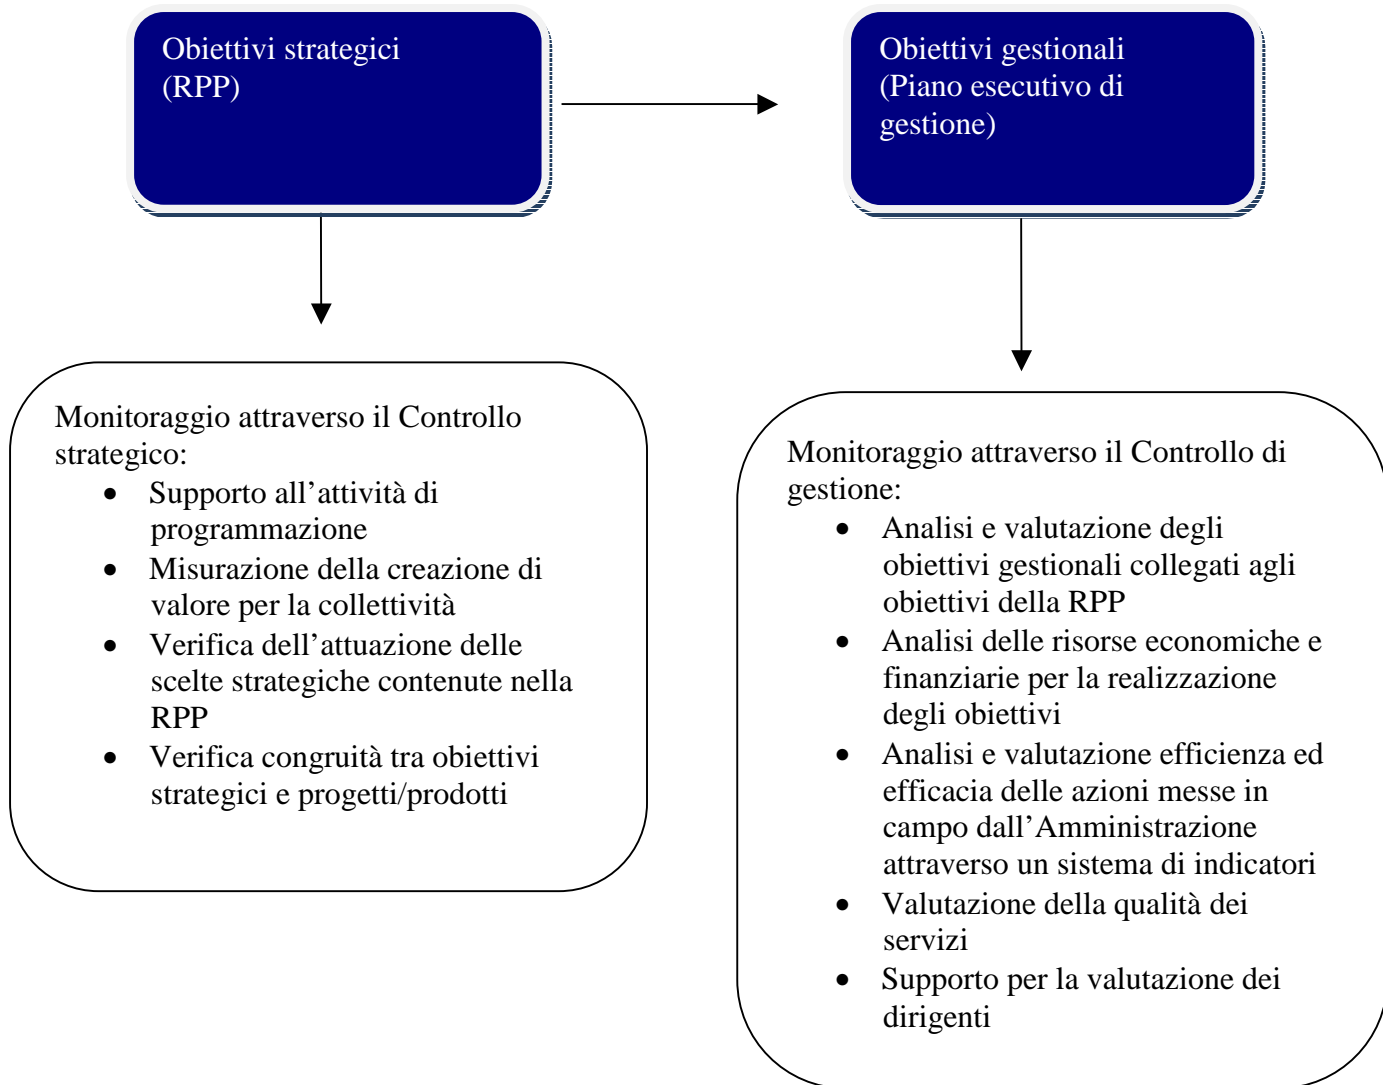 Obiettivi strategici
(RPP)
Obiettivi gestionali
(Piano esecutivo di
gestione)
Monitoraggio attraverso il Controllo
strategico:
• Supporto all’attività di
programmazione
• Misurazione della creazione di
valore per la collettività
• Verifica dell’attuazione delle
scelte strategiche contenute nella
RPP
• Verifica congruità tra obiettivi
strategici e progetti/prodotti
Monitoraggio attraverso il Controllo di
gestione:
• Analisi e valutazione degli
obiettivi gestionali collegati agli
obiettivi della RPP
• Analisi delle risorse economiche e
finanziarie per la realizzazione
degli obiettivi
• Analisi e valutazione efficienza ed
efficacia delle azioni messe in
campo dall’Amministrazione
attraverso un sistema di indicatori
• Valutazione della qualità dei
servizi
• Supporto per la valutazione dei
dirigenti